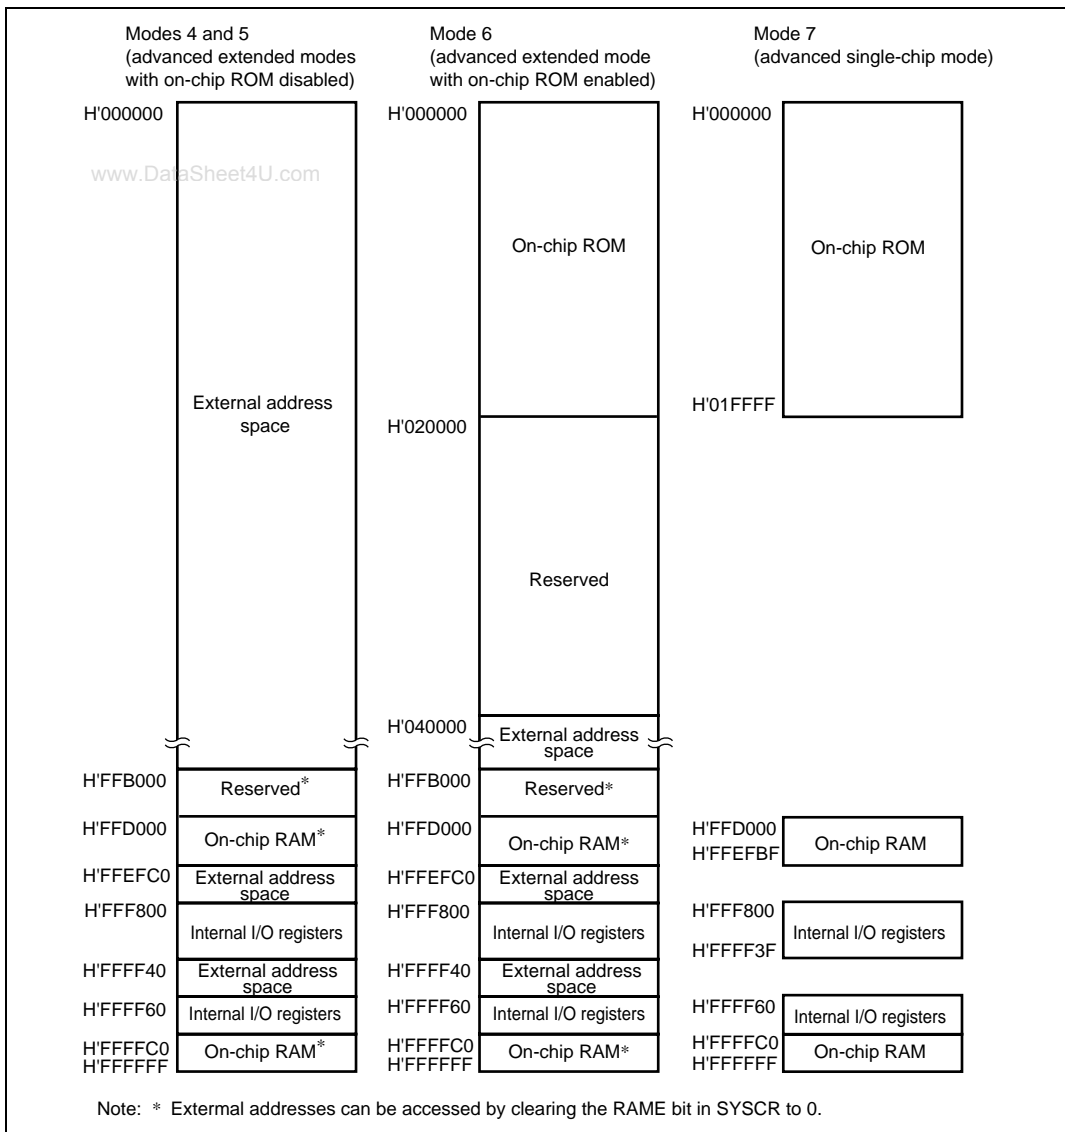 Modes 4 and 5
(advanced extended modes
with on-chip ROM disabled)
H'000000
www.DataSheet4U.com
External address
space
H'FFB000
Reserved*
H'FFD000
On-chip RAM*
H'FFEFC0
External address
space
H'FFF800
Internal I/O registers
H'FFFF40
External address
space
H'FFFF60
Internal I/O registers
H'FFFFC0
On-chip RAM*
H'FFFFFF
Mode 6
(advanced extended mode
with on-chip ROM enabled)
H'000000
On-chip ROM
H'020000
Reserved
H'040000
External address
space
H'FFB000
Reserved*
H'FFD000
On-chip RAM*
H'FFEFC0
External address
space
H'FFF800
Internal I/O registers
H'FFFF40
External address
space
H'FFFF60
Internal I/O registers
H'FFFFC0
On-chip RAM*
H'FFFFFF
Mode 7
(advanced single-chip mode)
H'000000
On-chip ROM
H'01FFFF
H'FFD000
On-chip RAM
H'FFEFBF
H'FFF800
Internal I/O registers
H'FFFF3F
H'FFFF60
Internal I/O registers
H'FFFFC0
On-chip RAM
H'FFFFFF
Note: * Extermal addresses can be accessed by clearing the RAME bit in SYSCR to 0.